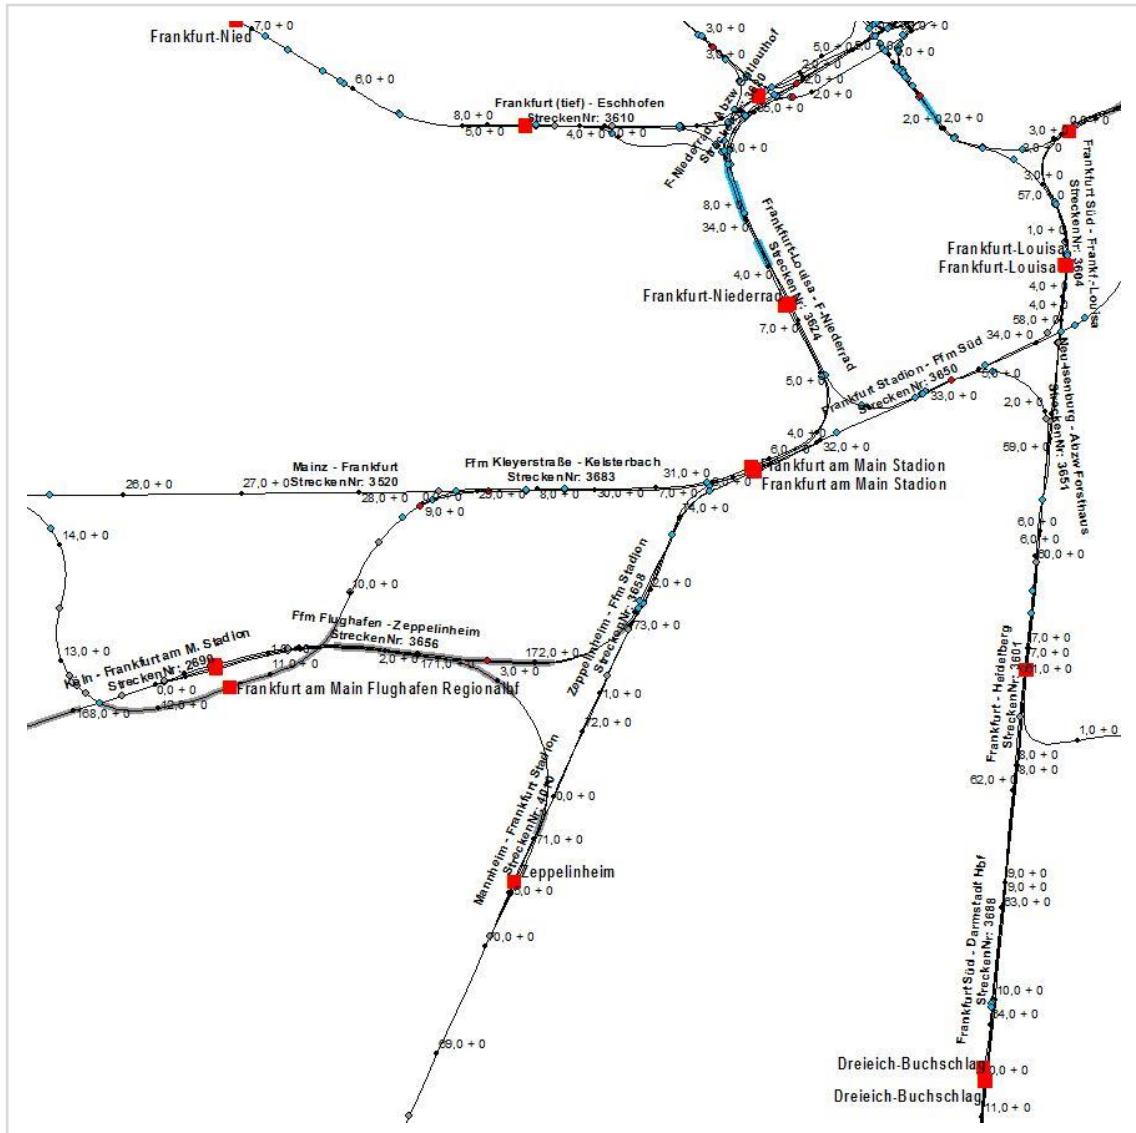 7,0 + 0
Frankfurt-Nied
6,0 + 0
3,0 + 0
3,0 + 0
5,0 + 0
2,0 + 0
Frankfurt (tief) - Eschhofen
StreckenNr: 3610
8,0 + 0
5,0 + 0
4,0 + 0
2,0 + 0
2,0 + 0
3,0 + 0
3,0 + 0
57,0 + 0
1,0 + 0
8,0 + 0
34,0 + 0
Frankfurt-Louisa - F-Niederrad
StreckenNr: 3624
Frankfurt Süd - Frankf.-Louisa
StreckenNr: 3604
Frankfurt-Louisa
Frankfurt-Louisa
4,0 + 0
4,0 + 0
4,0 + 0
58,0 + 0
Frankfurt-Niederrad
7,0 + 0
34,0 + 0
5,0 + 0
Frankfurt Stadion - Ffm Süd
StreckenNr: 3650
33,0 + 0
2,0 + 0
Neu-Isenburg - Abzw Forsthaus
StreckenNr: 3651
59,0 + 0
4,0 + 0
32,0 + 0
6,0 + 0
Frankfurt am Main Stadion
Frankfurt am Main Stadion
Mainz - Frankfurt
StreckenNr: 3520
Ffm Kleyerstraße - Kelsterbach
StreckenNr: 3683
31,0 + 0
26,0 + 0
27,0 + 0
28,0 + 0
29,0 + 0
8,0 + 0
30,0 + 0
7,0 + 0
9,0 + 0
14,0 + 0
6,0 + 0
6,0 + 0
60,0 + 0
14,0 + 0
10,0 + 0
2,0 + 0
Zeppelinheim - Ffm Stadion
StreckenNr: 3658
73,0 + 0
Ffm Flughafen - Zeppelinheim
StreckenNr: 3656
13,0 + 0
Köln - Frankfurt am M. Stadion
StreckenNr: 2690
11,0 + 0
2,0 + 0
171,0 + 0
3,0 + 0
172,0 + 0
7,0 + 0
7,0 + 0
61,0 + 0
0,0 + 0
12,0 + 0
168,0 + 0
Frankfurt am Main Flughafen Regionalbf
1,0 + 0
72,0 + 0
Frankfurt - Heidelberg
StreckenNr: 3601
1,0 + 0
8,0 + 0
8,0 + 0
62,0 + 0
Mannheim - Frankfurt Stadion
StreckenNr: 4010
0,0 + 0
71,0 + 0
Zeppelinheim
70,0 + 0
9,0 + 0
9,0 + 0
63,0 + 0
Frankfurt Süd - Darmstadt Hbf
StreckenNr: 3688
10,0 + 0
64,0 + 0
69,0 + 0
Dreieich-Buchschlag
Dreieich-Buchschlag
11,0 + 0